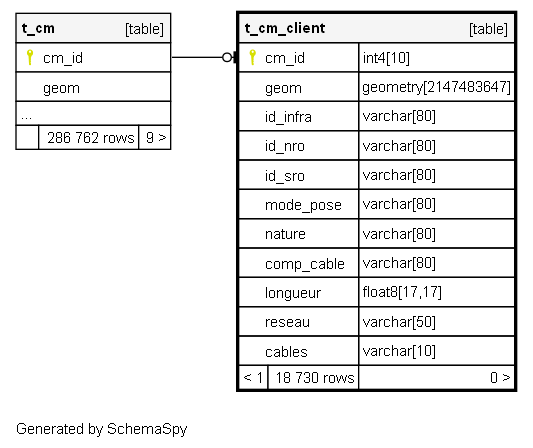 t_cm [table]
cm_id
geom
...
286 762 rows 9 >
t_cm_client [table]
cm_id int4[10]
geom geometry[2147483647]
id_infra varchar[80]
id_nro varchar[80]
id_sro varchar[80]
mode_pose varchar[80]
nature varchar[80]
comp_cable varchar[80]
longueur float8[17,17]
reseau varchar[50]
cables varchar[10]
< 1 18 730 rows 0 >
Generated by SchemaSpy